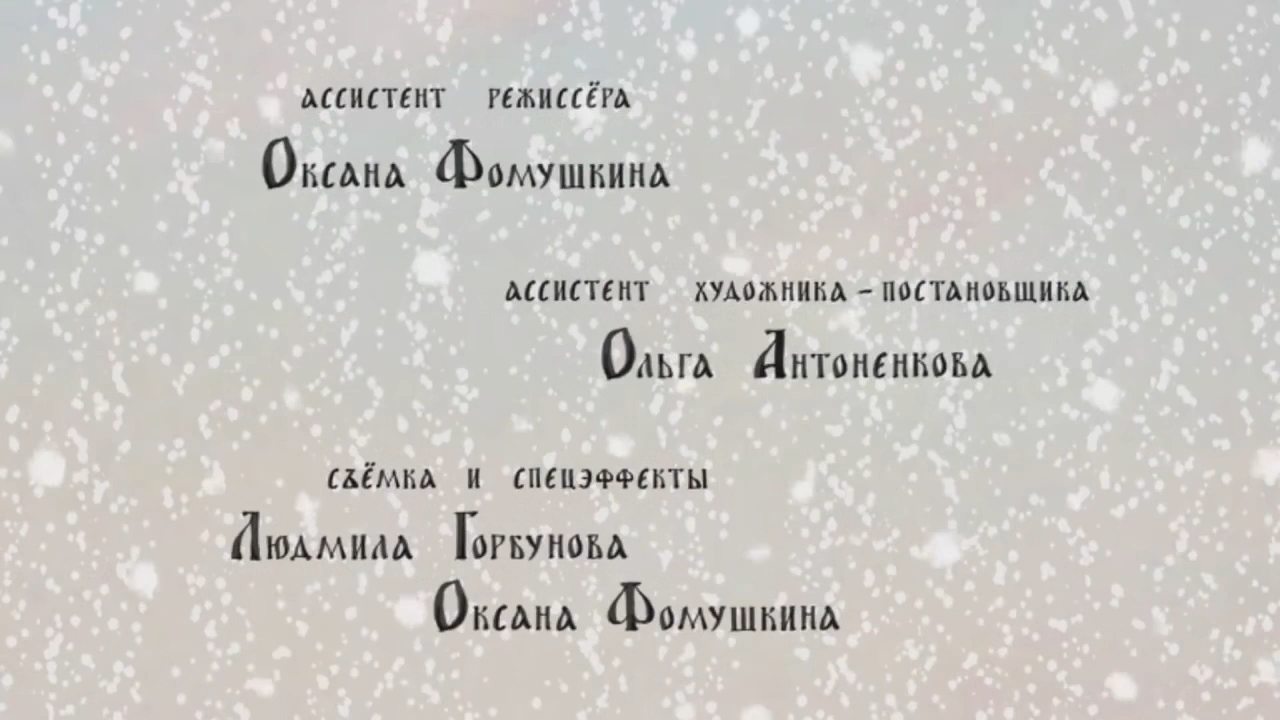 ассистент режиссёра
Оксана Фомушкина
ассистент художника-постановщика
Ольга Антоненкова
съёмка и спецэффекты
Людмила Горбунова
Оксана Фомушкина